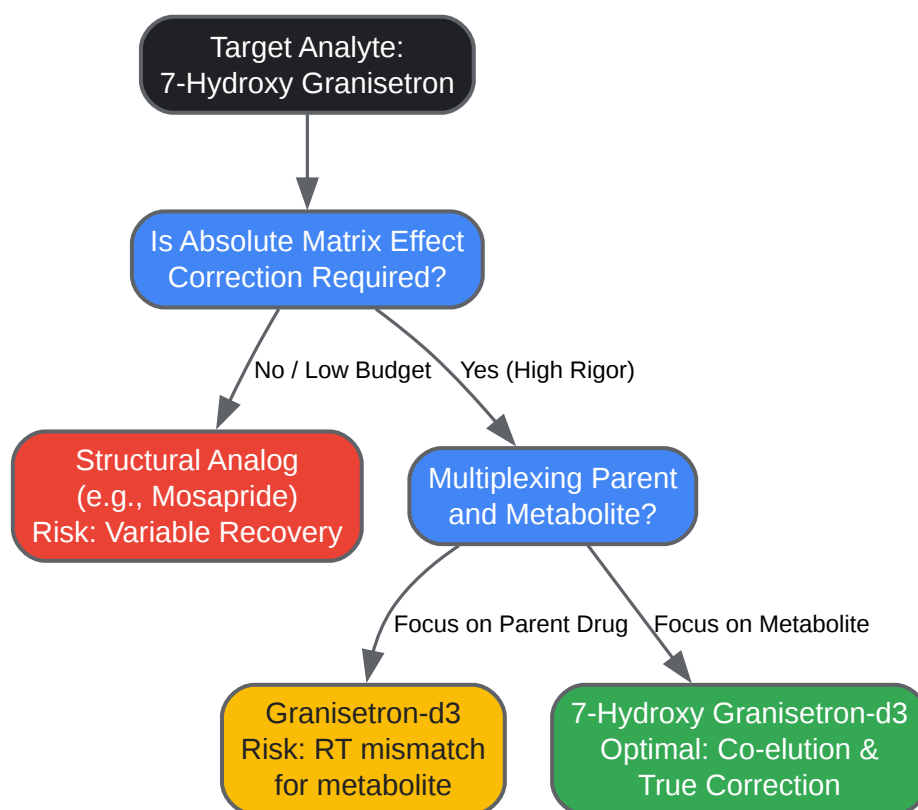 Target Analyte:
7-Hydroxy Granisetron
Is Absolute Matrix Effect
Correction Required?
No / Low Budget
Yes (High Rigor)
Structural Analog
(e.g., Mosapride)
Risk: Variable Recovery
Multiplexing Parent
and Metabolite?
Focus on Parent Drug
Focus on Metabolite
Granisetron-d3
Risk: RT mismatch
for metabolite
7-Hydroxy Granisetron-d3
Optimal: Co-elution &
True Correction